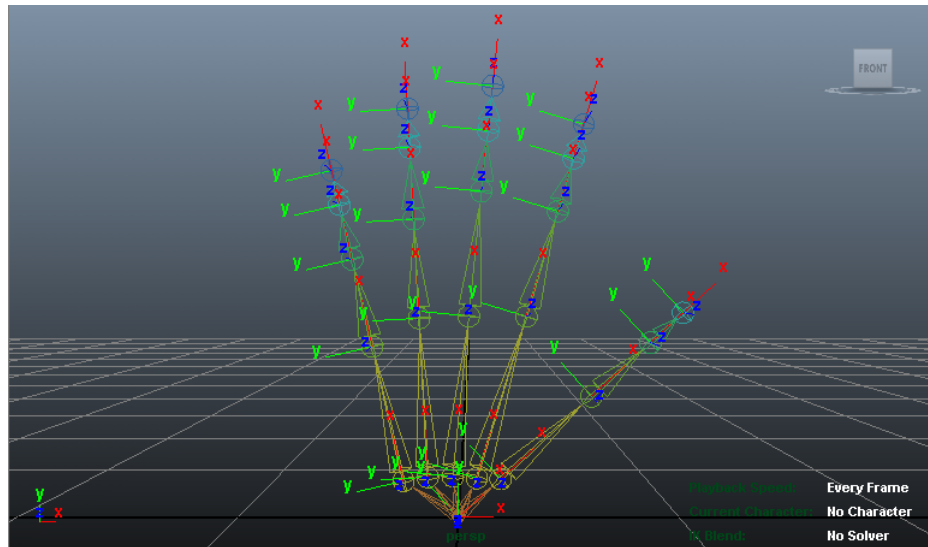 x
x
z x x FRONT
y
x
x z x z
y y
x y z
x z y x z
z x z
y z x z y
y y
z y
z x x x y x
y
y y y z x
z z z z
y x z
z
y z
x x x x
y x
y y y x
y z z z z z
y x
z x z
persp
Playback Speed: Every Frame
Current Character: No Character
IK Blend: No Solver